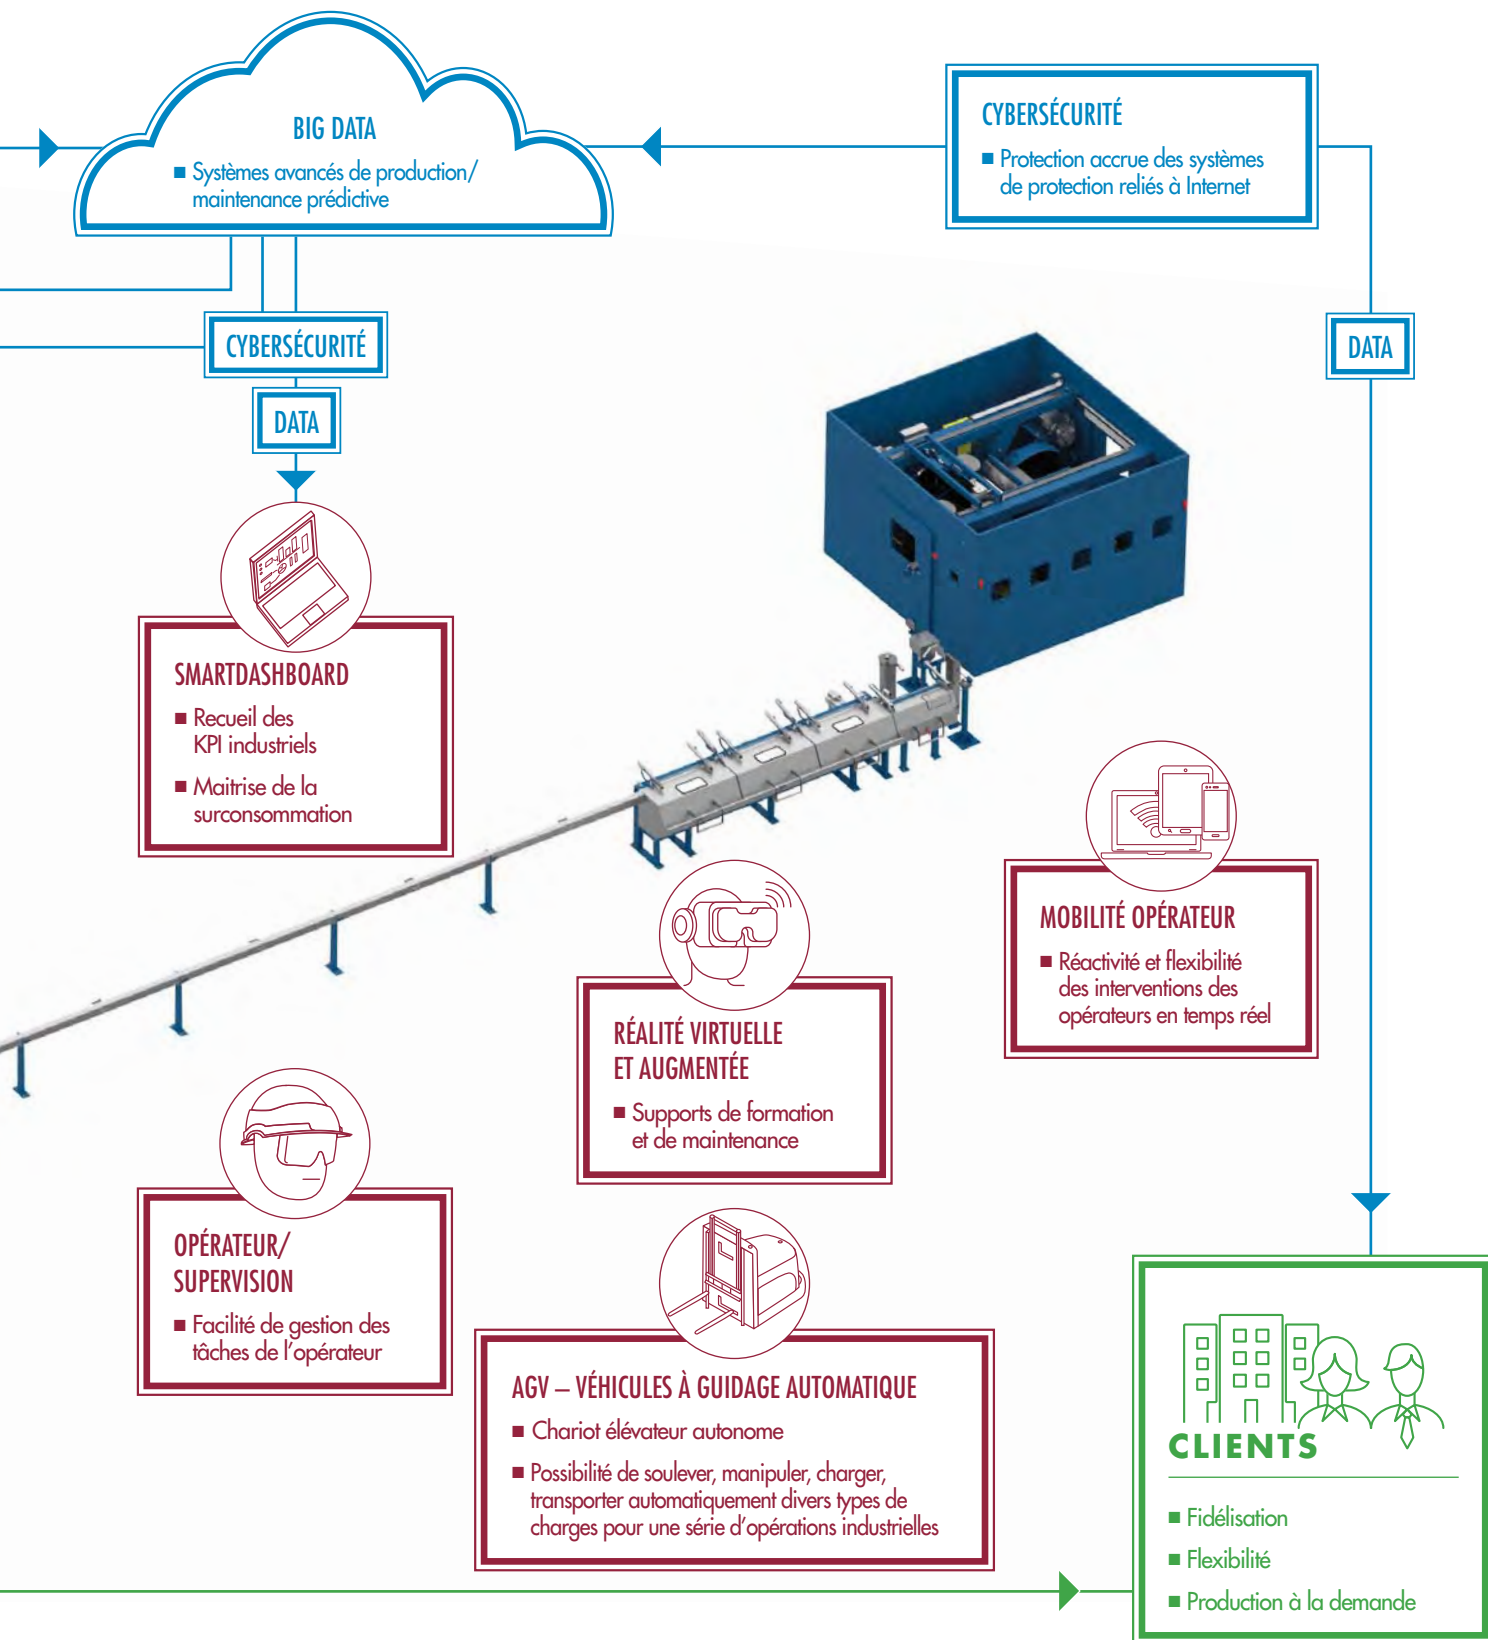 BIG DATA
■ Systèmes avancés de production/
maintenance prédictive
CYBERSÉCURITÉ
■ Protection accrue des systèmes
de protection reliés à Internet
CYBERSÉCURITÉ
DATA
DATA
SMARTDASHBOARD
■ Recueil des
KPI industriels
■ Maitrise de la
surconsommation
MOBILITÉ OPÉRATEUR
■ Réactivité et flexibilité
des interventions des
opérateurs en temps réel
RÉALITÉ VIRTUELLE
ET AUGMENTÉE
■ Supports de formation
et de maintenance
OPÉRATEUR/
SUPERVISION
■ Facilité de gestion des
tâches de l’opérateur
AGV – VÉHICULES À GUIDAGE AUTOMATIQUE
■ Chariot élévateur autonome
■ Possibilité de soulever, manipuler, charger,
transporter automatiquement divers types de
charges pour une série d’opérations industrielles
CLIENTS
■ Fidélisation
■ Flexibilité
■ Production à la demande